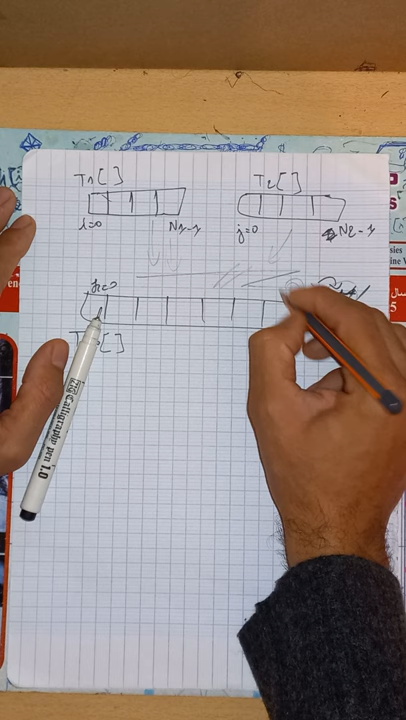 T1[ ]
T2[ ]
i=0
N1-1
j=0
N2-1
k=0
T [ ]
Calligraphy pen 1.0